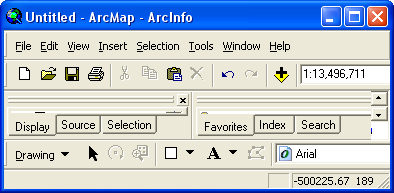 Untitled - ArcMap - ArcInfo
File Edit View Insert Selection Tools Window Help
1:13,496,711
Display Source Selection
Favorites Index Search
Drawing A Arial
-500225.67 189